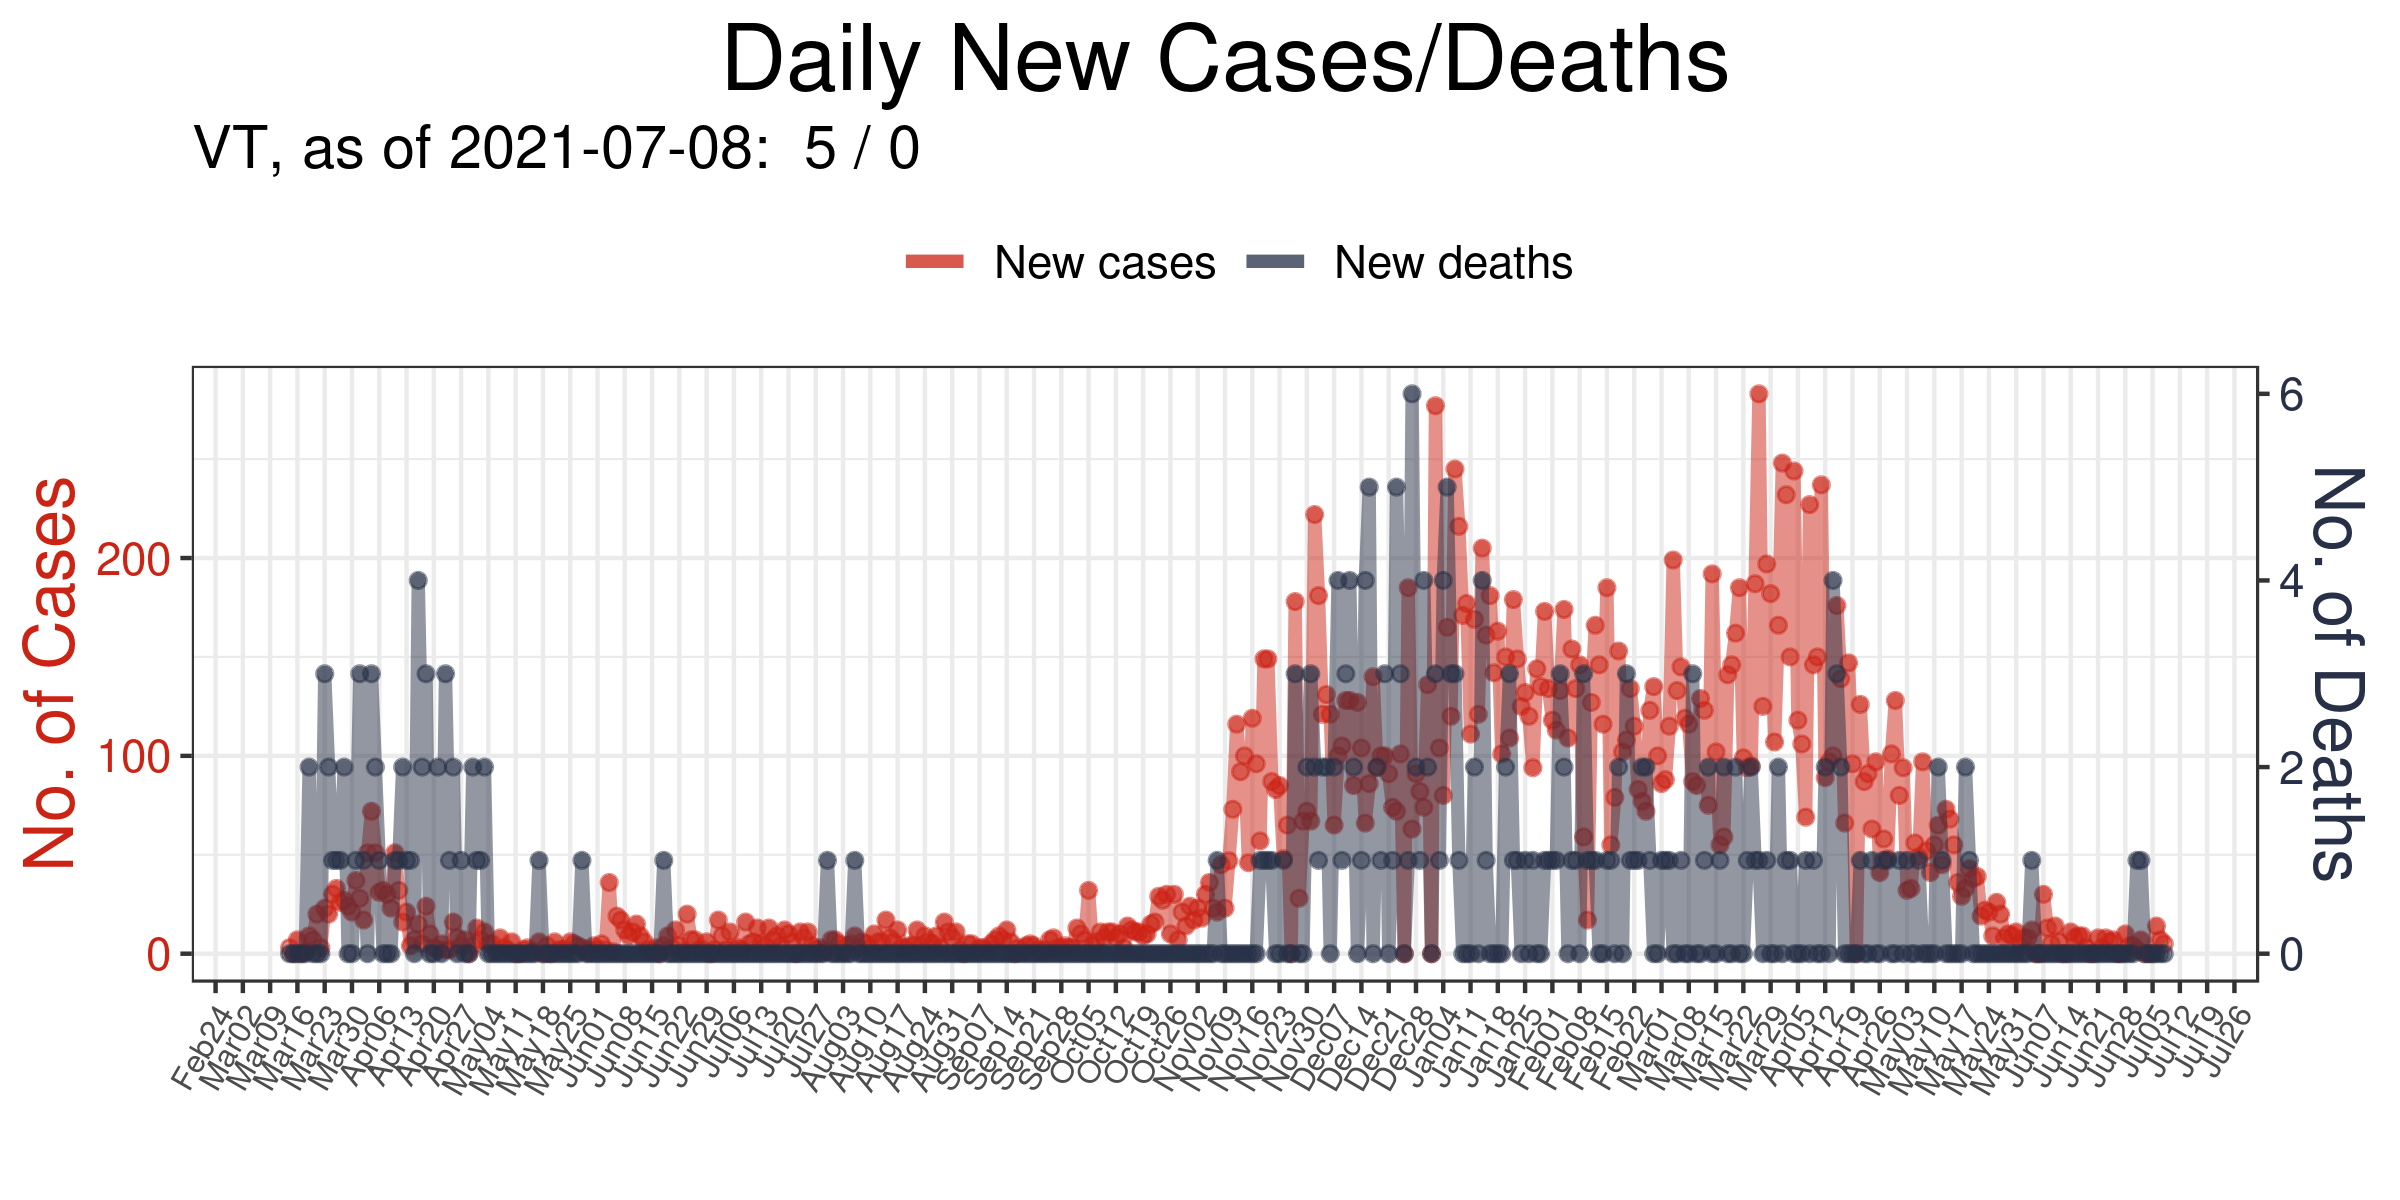 Daily New Cases/Deaths
VT, as of 2021-07-08:  5 / 0
New cases
New deaths
No. of Cases
200
100
0
6
4
2
0
No. of Deaths
Feb24
Mar02
Mar09
Mar16
Mar23
Mar30
Apr06
Apr13
Apr20
Apr27
May04
May11
May18
May25
Jun01
Jun08
Jun15
Jun22
Jun29
Jul06
Jul13
Jul20
Jul27
Aug03
Aug10
Aug17
Aug24
Aug31
Sep07
Sep14
Sep21
Sep28
Oct05
Oct12
Oct19
Oct26
Nov02
Nov09
Nov16
Nov23
Nov30
Dec07
Dec14
Dec21
Dec28
Jan04
Jan11
Jan18
Jan25
Feb01
Feb08
Feb15
Feb22
Mar01
Mar08
Mar15
Mar22
Mar29
Apr05
Apr12
Apr19
Apr26
May03
May10
May17
May24
May31
Jun07
Jun14
Jun21
Jun28
Jul05
Jul12
Jul19
Jul26